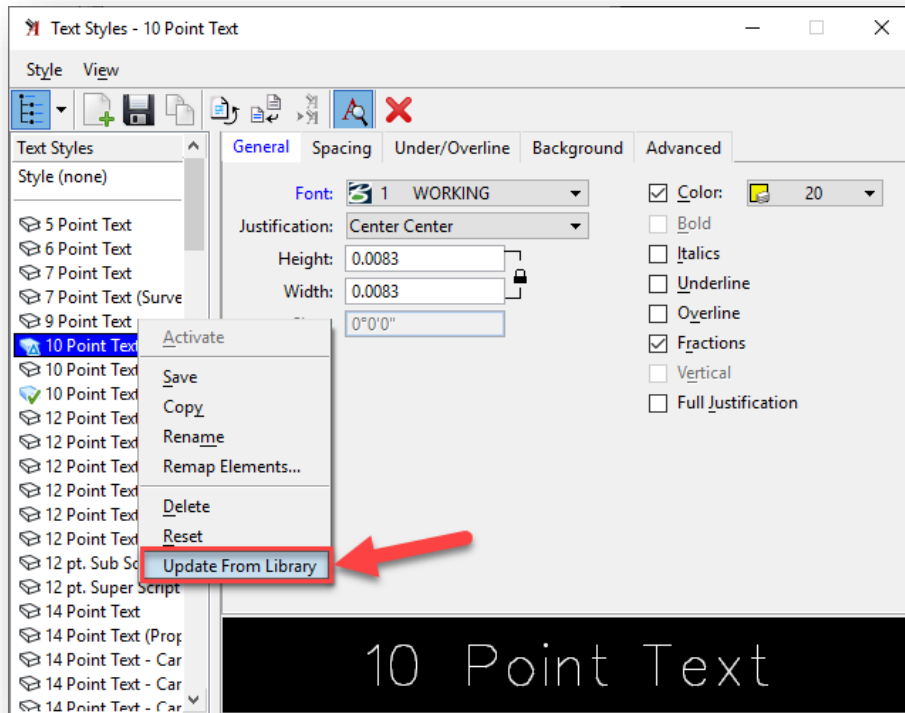 Text Styles - 10 Point Text
Style View
Text Styles
Style (none)
5 Point Text
6 Point Text
7 Point Text
7 Point Text (Surve
9 Point Text
10 Point Text
10 Point Text
10 Point Text
12 Point Text
12 Point Text
12 Point Text
12 Point Text
12 Point Text
12 Point Text
12 pt. Sub Sc
12 pt. Super Script
14 Point Text
14 Point Text (Prop
14 Point Text - Car
14 Point Text - Car
14 Point Text - Car
Activate
Save
Copy
Rename
Remap Elements...
Delete
Reset
Update From Library
General Spacing Under/Overline Background Advanced
Font: 1 WORKING
Justification: Center Center
Height: 0.0083
Width: 0.0083
0°0'0"
Color: 20
Bold
Italics
Underline
Overline
Fractions
Vertical
Full Justification
10 Point Text